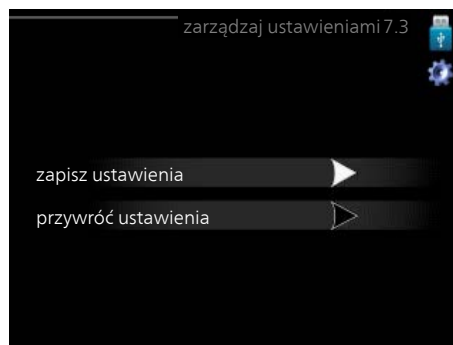 zarządzaj ustawieniami 7.3
zapisz ustawienia
przywróć ustawienia